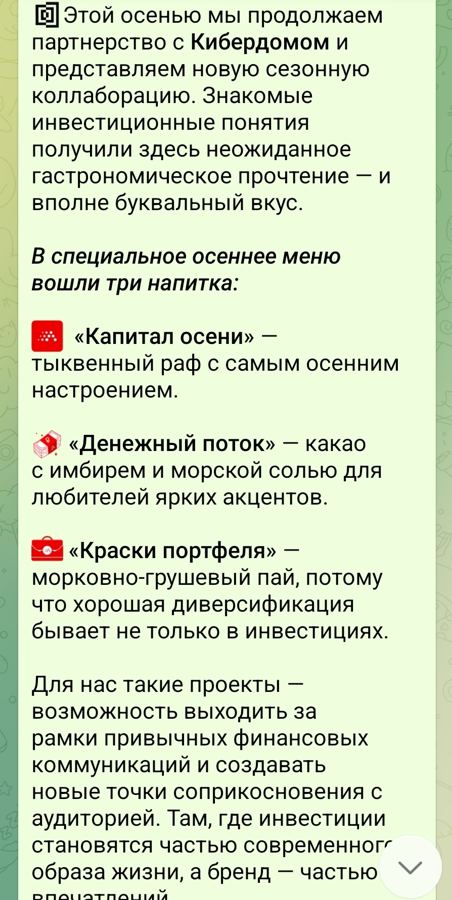 Этой осенью мы продолжаем
партнерство с Кибердомом и
представляем новую сезонную
коллаборацию. Знакомые
инвестиционные понятия
получили здесь неожиданное
гастрономическое прочтение — и
вполне буквальный вкус.
В специальное осеннее меню
вошли три напитка:
«Капитал осени» —
тыквенный раф с самым осенним
настроением.
«Денежный поток» — какао
с имбирем и морской солью для
любителей ярких акцентов.
«Краски портфеля» —
морковно-грушевый пай, потому
что хорошая диверсификация
бывает не только в инвестициях.
Для нас такие проекты —
возможность выходить за
рамки привычных финансовых
коммуникаций и создавать
новые точки соприкосновения с
аудиторией. Там, где инвестиции
становятся частью современного
образа жизни, а бренд — частью
впечатлений